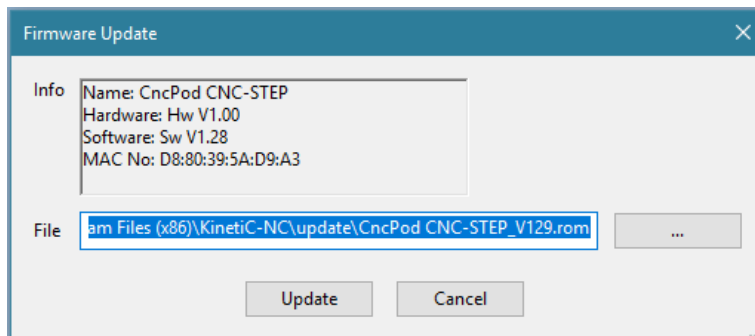 Firmware Update
Info
Name: CncPod CNC-STEP
Hardware: Hw V1.00
Software: Sw V1.28
MAC No: D8:80:39:5A:D9:A3
File am Files (x86)\KinetiC-NC\update\CncPod CNC-STEP_V129.rom ...
Update Cancel